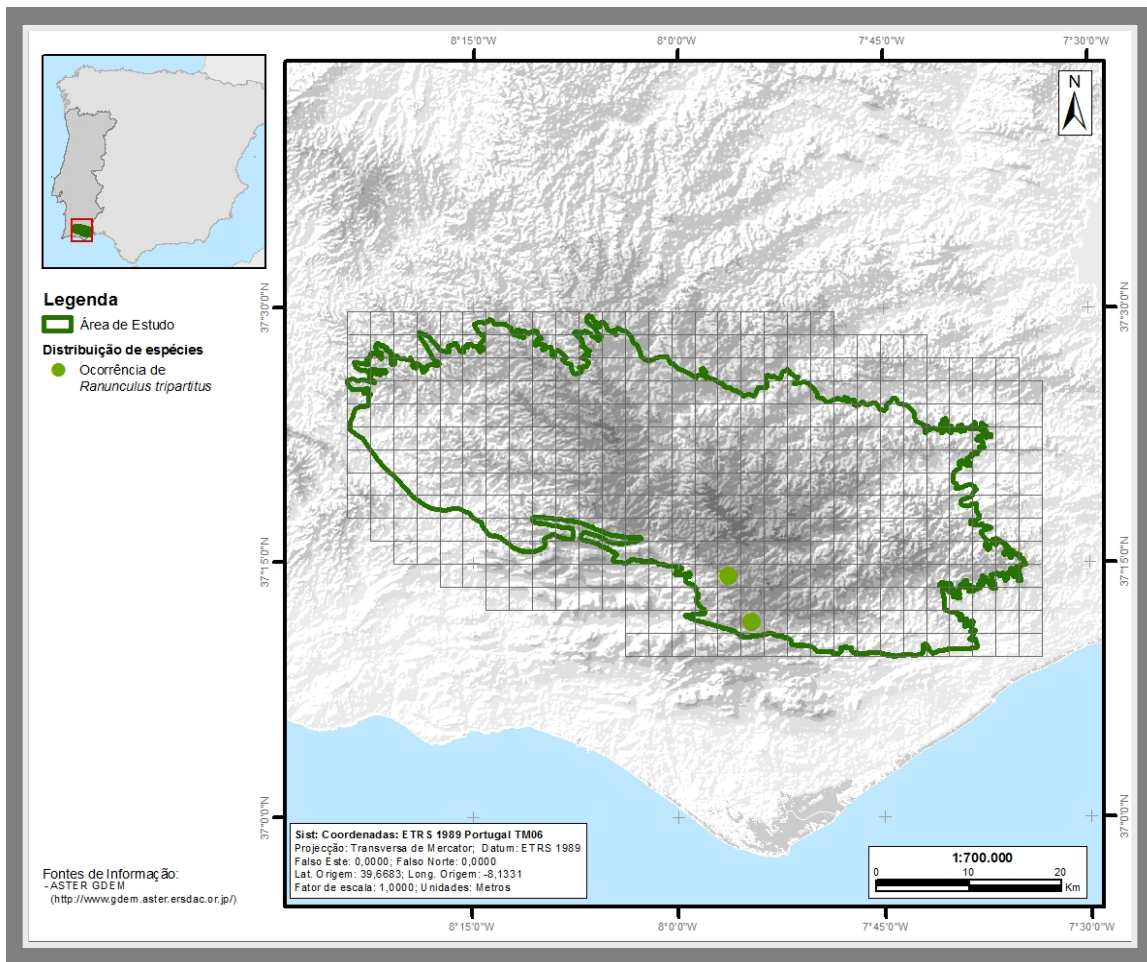 8°15'0"W 8°0'0"W 7°45'0"W 7°30'0"W
N
Legenda
Área de Estudo
Distribuição de espécies
Ocorrência de
Ranunculus tripartitus
37°30'0"N
37°30'0"N
37°15'0"N
37°15'0"N
37°0'0"N
37°0'0"N
Sist: Coordenadas: ETRS 1989 Portugal TM06
Projecção: Transversa de Mercator; Datum: ETRS 1989
Falso Este: 0,0000; Falso Norte: 0,0000
Lat. Origem: 39,6683; Long. Origem: -8,1331
Fator de escala: 1,0000; Unidades: Metros
1:700.000
0 10 20
Km
Fontes de Informação:
-ASTER GDEM
(http://www.gdem.aster.ersdac.or.jp/)
8°15'0"W 8°0'0"W 7°45'0"W 7°30'0"W